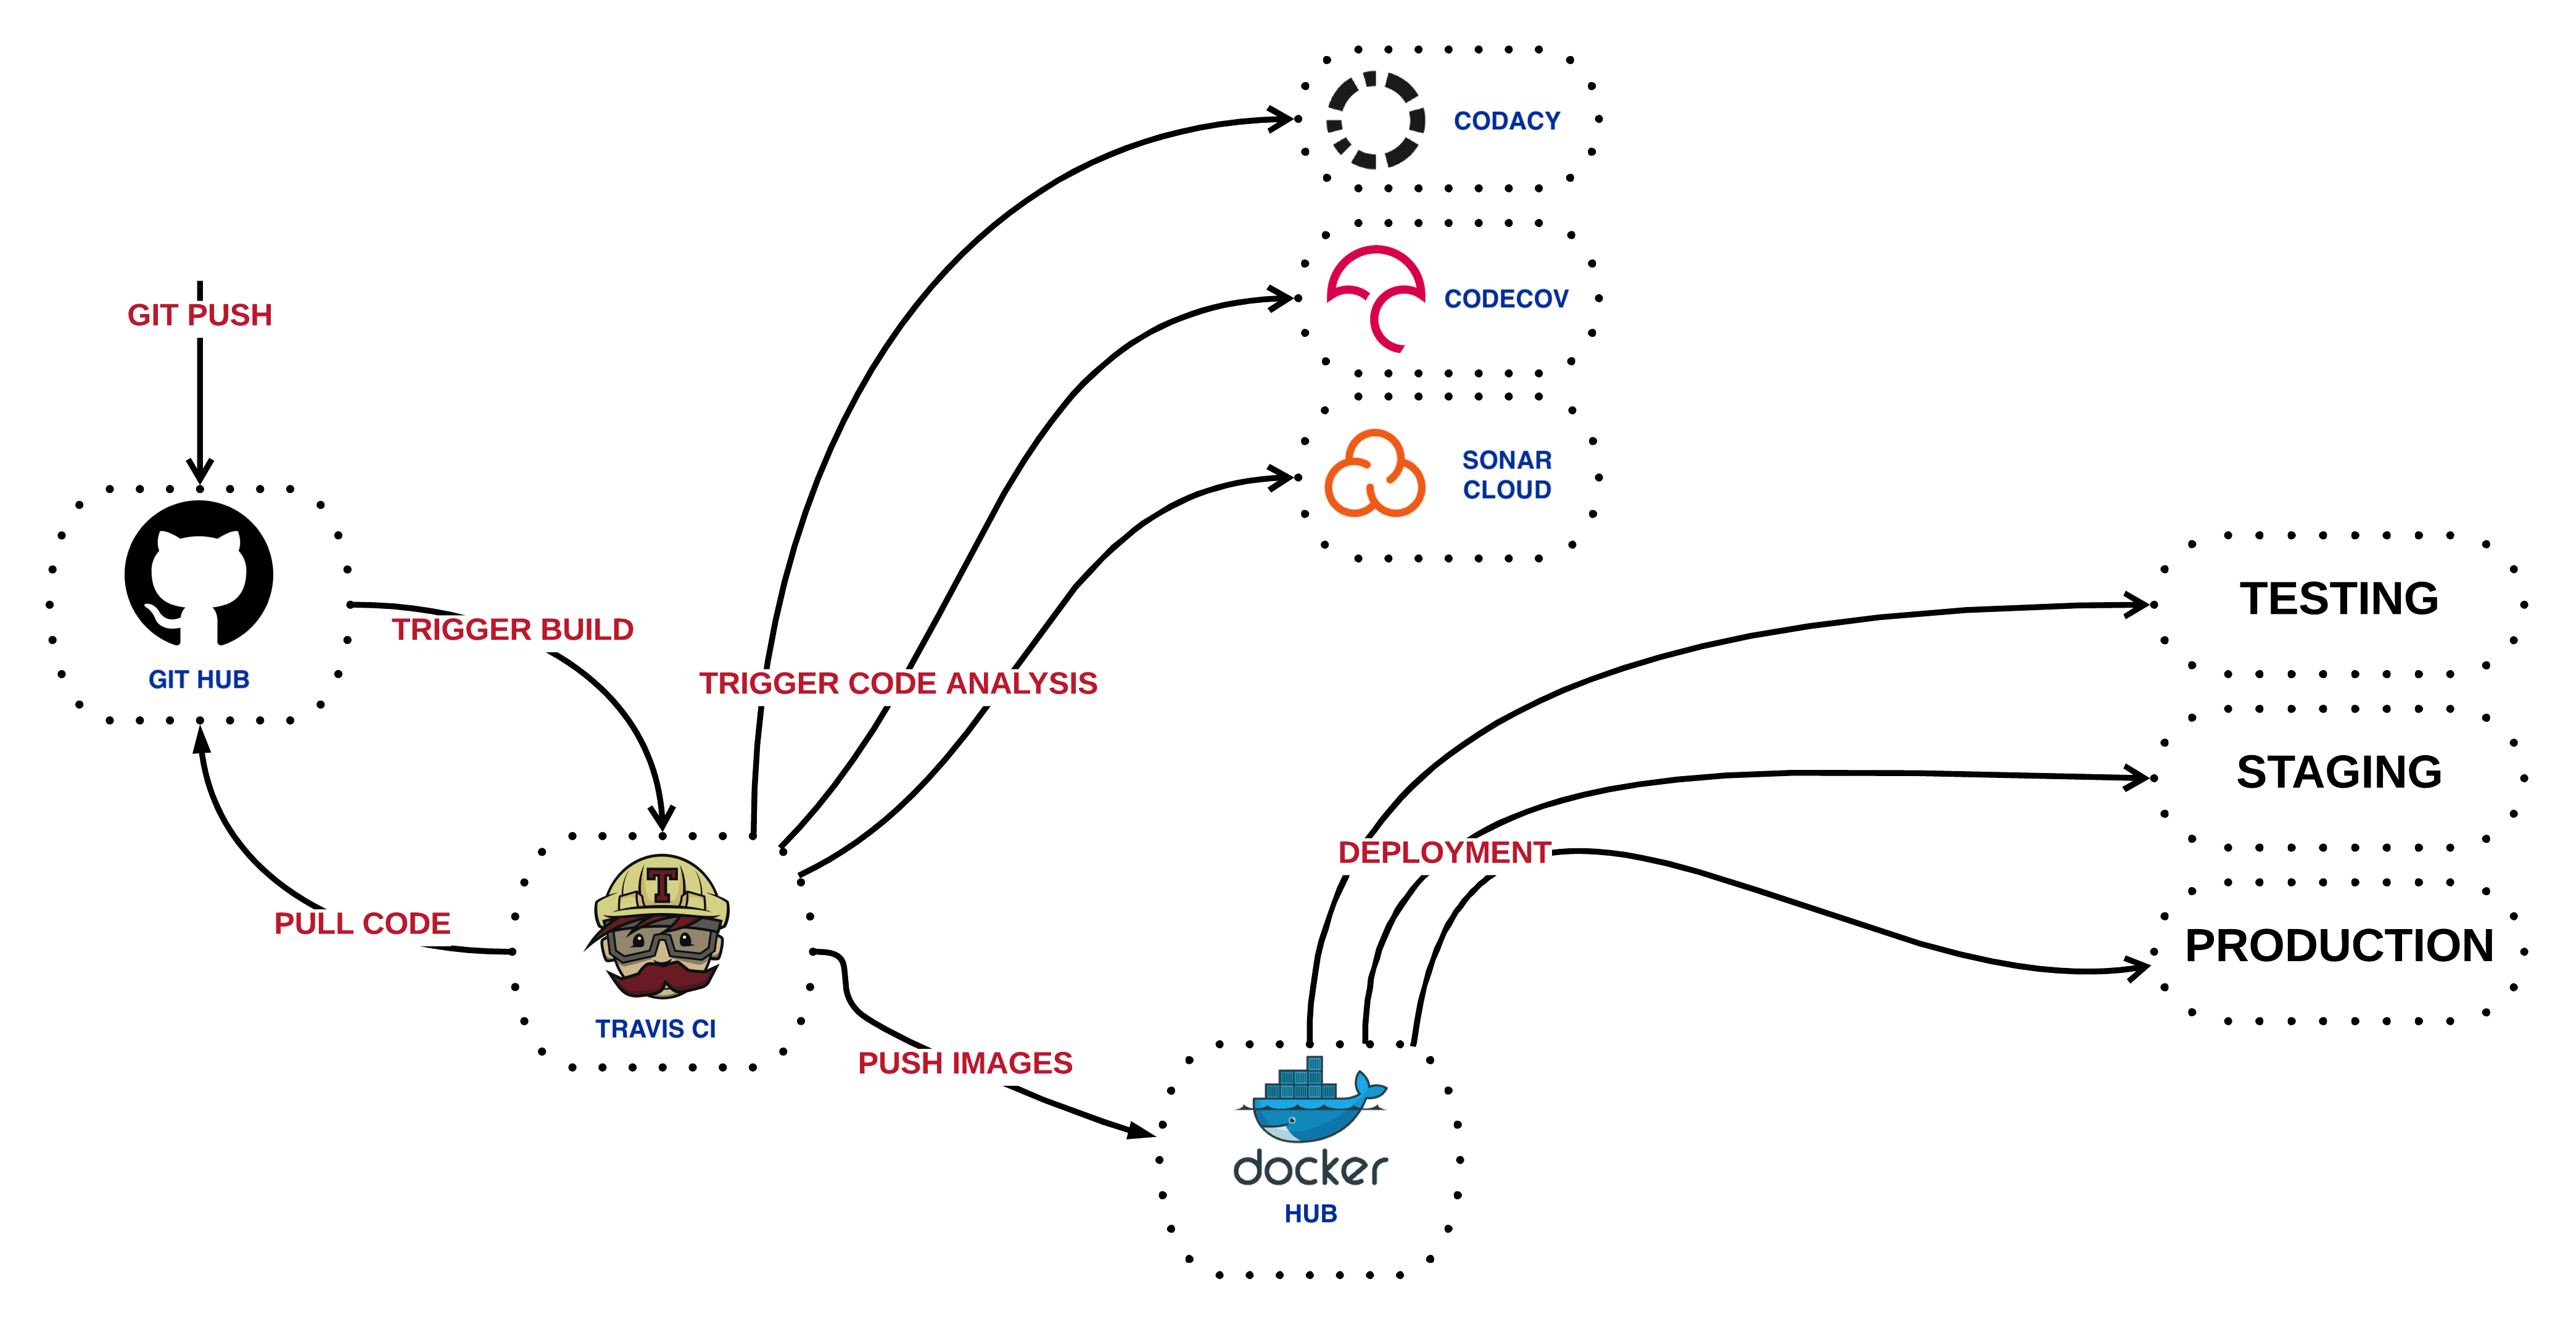 CODACY
CODECOV
SONAR
CLOUD
GIT PUSH
GIT HUB
TRIGGER BUILD
TRIGGER CODE ANALYSIS
PULL CODE
T
TRAVIS CI
PUSH IMAGES
docker
HUB
DEPLOYMENT
TESTING
STAGING
PRODUCTION